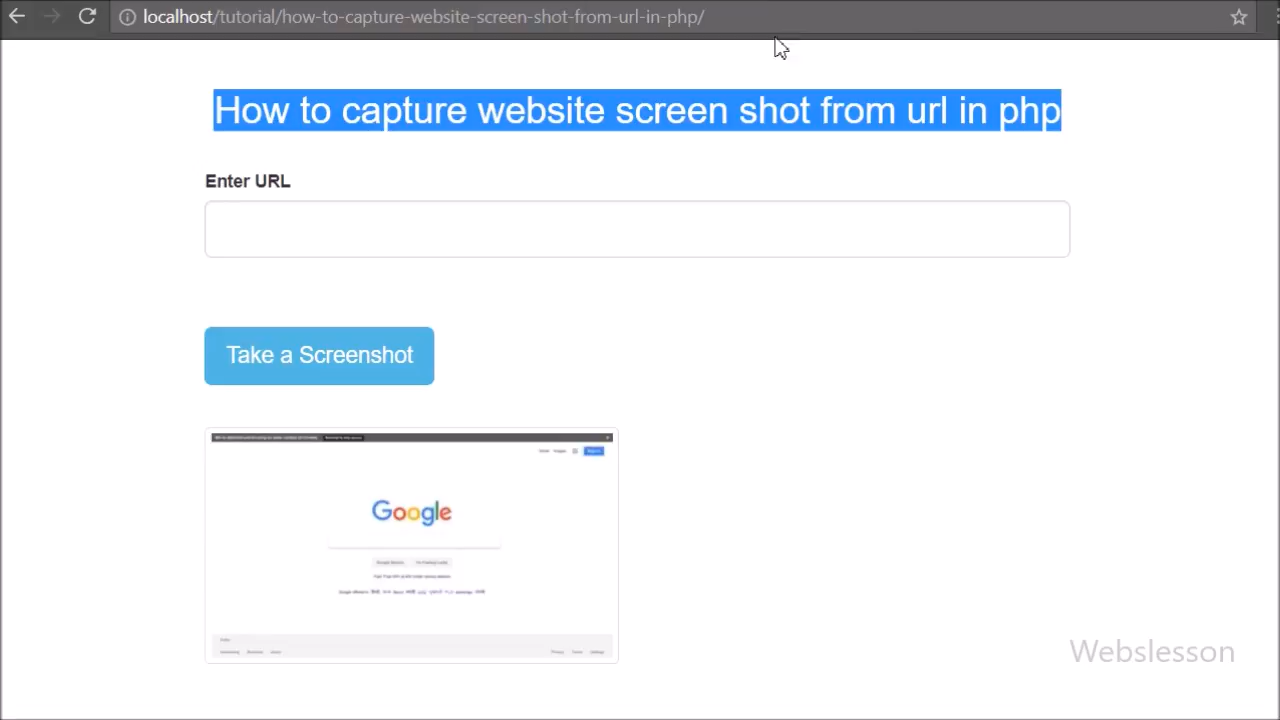 localhost/tutorial/how-to-capture-website-screen-shot-from-url-in-php/
How to capture website screen shot from url in php
Enter URL
Take a Screenshot
Google
Webslesson